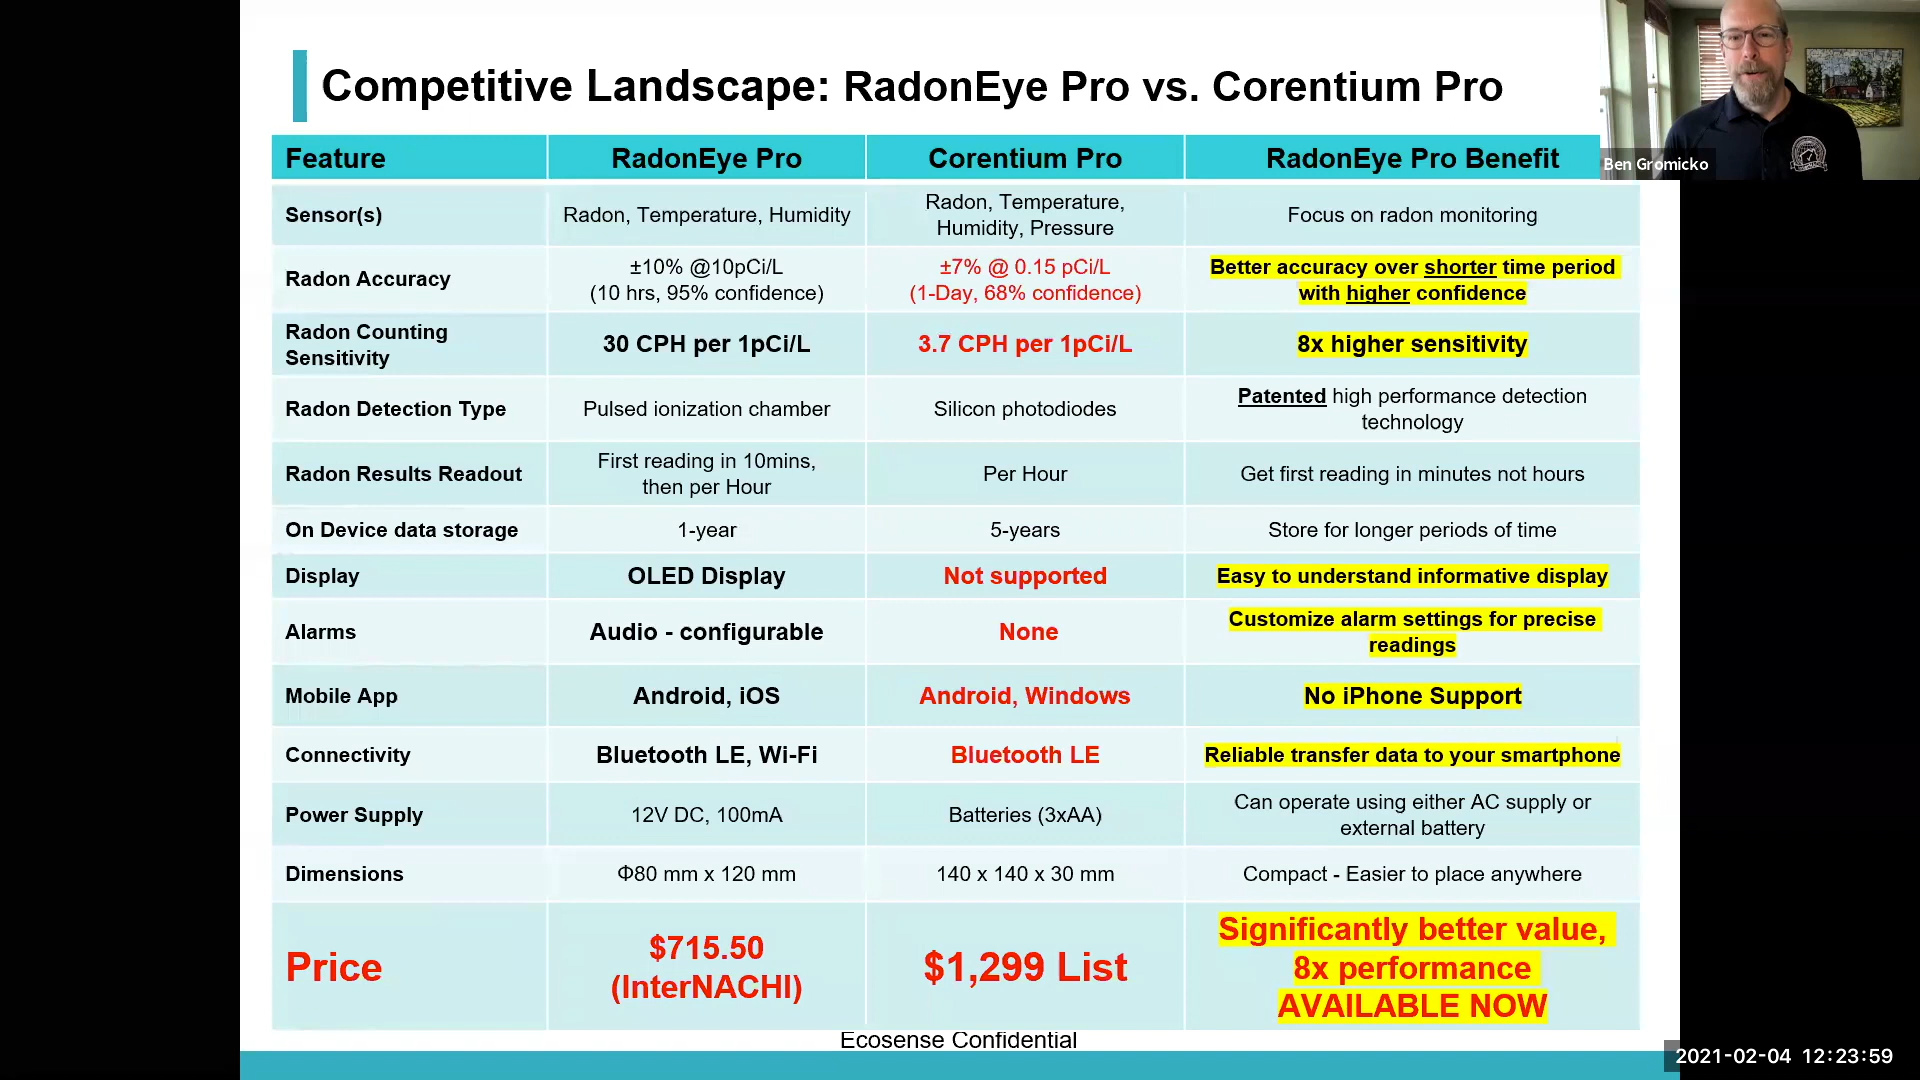 Competitive Landscape: RadonEye Pro vs. Corentium Pro
Ben Gromicko
Feature RadonEye Pro Corentium Pro RadonEye Pro Benefit
Sensor(s)
Radon, Temperature, Humidity
Radon, Temperature,
Humidity, Pressure
Focus on radon monitoring
Radon Accuracy
±10% @10pCi/L
(10 hrs, 95% confidence)
±7% @ 0.15 pCi/L
(1-Day, 68% confidence)
Better accuracy over shorter time period
with higher confidence
Radon Counting
Sensitivity
30 CPH per 1pCi/L
3.7 CPH per 1pCi/L
8x higher sensitivity
Radon Detection Type
Pulsed ionization chamber
Silicon photodiodes
Patented high performance detection
technology
Radon Results Readout
First reading in 10mins,
then per Hour
Per Hour
Get first reading in minutes not hours
On Device data storage
1-year
5-years
Store for longer periods of time
Display
OLED Display
Not supported
Easy to understand informative display
Alarms
Audio - configurable
None
Customize alarm settings for precise
readings
Mobile App
Android, iOS
Android, Windows
No iPhone Support
Connectivity
Bluetooth LE, Wi-Fi
Bluetooth LE
Reliable transfer data to your smartphone
Power Supply
12V DC, 100mA
Batteries (3xAA)
Can operate using either AC supply or
external battery
Dimensions
Φ80 mm x 120 mm
140 x 140 x 30 mm
Compact - Easier to place anywhere
Price
$715.50
(InterNACHI)
$1,299 List
Significantly better value,
8x performance
AVAILABLE NOW
Ecosense Confidential
2021-02-04 12:23:59